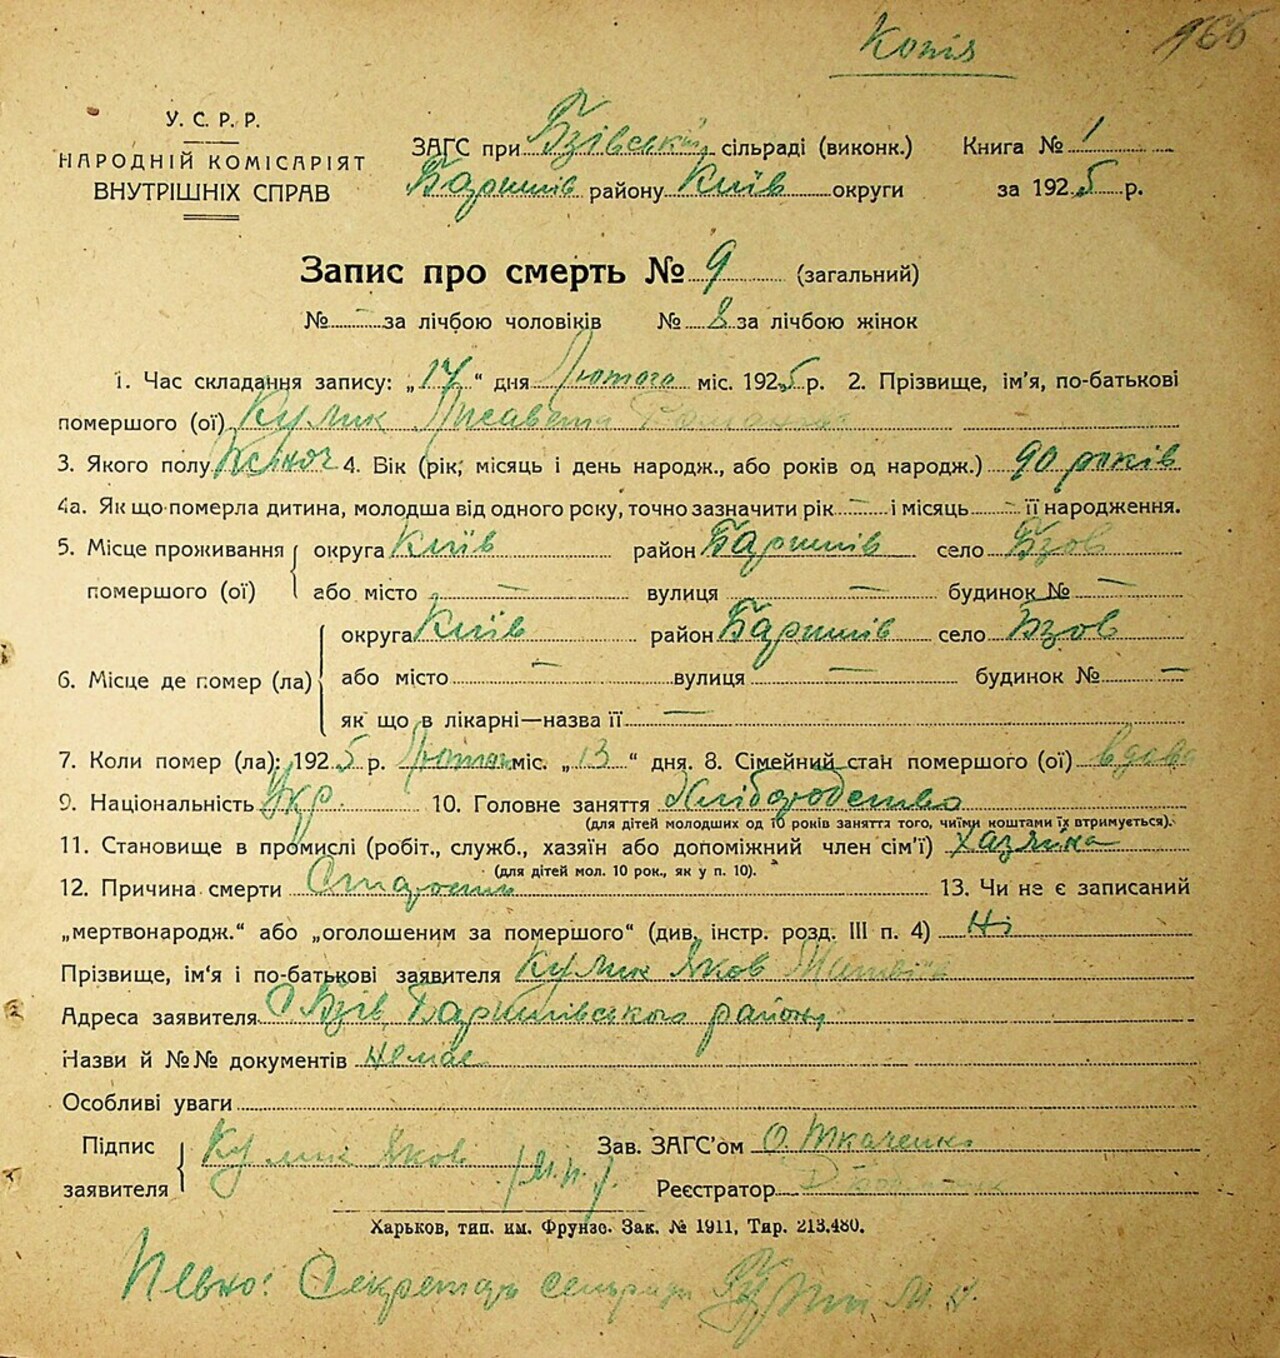 Копія
166
У. С. Р. Р.
НАРОДНІЙ КОМІСАРІЯТ
ВНУТРІШНІХ СПРАВ
ЗАГС при Бзівській сільраді (виконк.) Книга № 1
Баришів району Київ округи за 1925 р.
Запис про смерть № 9 (загальний)
№ - за лічбою чоловіків № 8 за лічбою жінок
1. Час складання запису: „17“ дня Лютого міс. 1925 р. 2. Прізвище, ім'я, по-батькові
помершого (ої) Кулик Лисавета
3. Якого полу Жіноч 4. Вік (рік, місяць і день народж., або років од народж.) 90 років
4а. Як що померла дитина, молодша від одного року, точно зазначити рік — і місяць — її народження.
5. Місце проживання округа Київ район Баришів село Бзов
помершого (ої) або місто — вулиця — будинок № —
округа Київ район Баришів село Бзов
6. Місце де помер (ла) або місто — вулиця — будинок № —
як що в лікарні—назва її —
7. Коли помер (ла): 1925 р. Лютого міс. „13“ дня. 8. Сімейний стан помершого (ої) вдова
9. Національність Укр. 10. Головне заняття Хліборобство
(для дітей молодших од 10 років заняття того, чиїми коштами їх втримується).
11. Становище в промислі (робіт., служб., хазяїн або допоміжний член сім'ї) хазяйка
(для дітей мол. 10 рок., як у п. 10).
12. Причина смерти Старости 13. Чи не є записаний
„мертвонародж.“ або „оголошеним за помершого“ (див. інстр. розд. III п. 4) Ні
Прізвище, ім'я і по-батькові заявителя Кулик Яков
Адреса заявителя С. Бзів, Баришівського району
Назви й №№ документів немає
Особливі уваги
Підпис Кулик Яков Зав. ЗАГС'ом О. Ткаченко
заявителя /М.П./ Реєстратор
Харьков, тип. им. Фрунзе. Зак. № 1911, Тир. 213.480.
Певно: Секретарь сельради